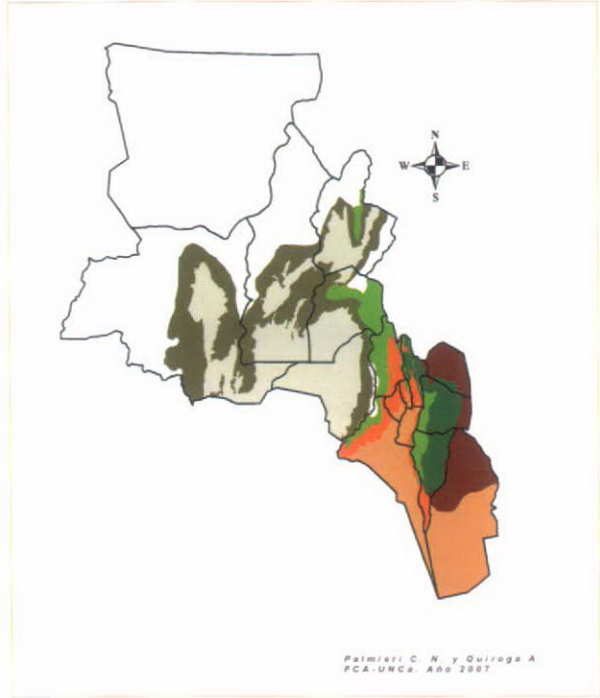 N
W E
S
Palmieri C. N. y Quiroga A
FCA-UNCa. Año 2007